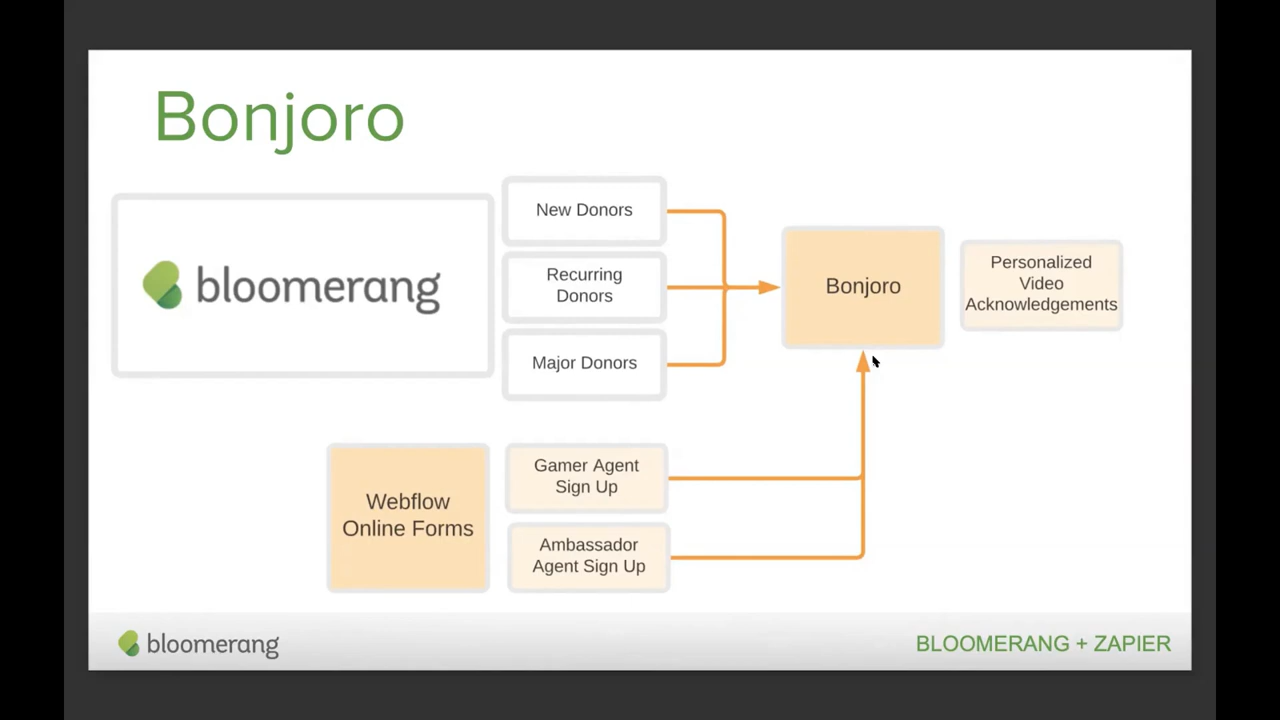 Bonjoro
bloomerang
New Donors
Recurring
Donors
Major Donors
Bonjoro
Personalized
Video
Acknowledgements
Webflow
Online Forms
Gamer Agent
Sign Up
Ambassador
Agent Sign Up
bloomerang
BLOOMERANG + ZAPIER